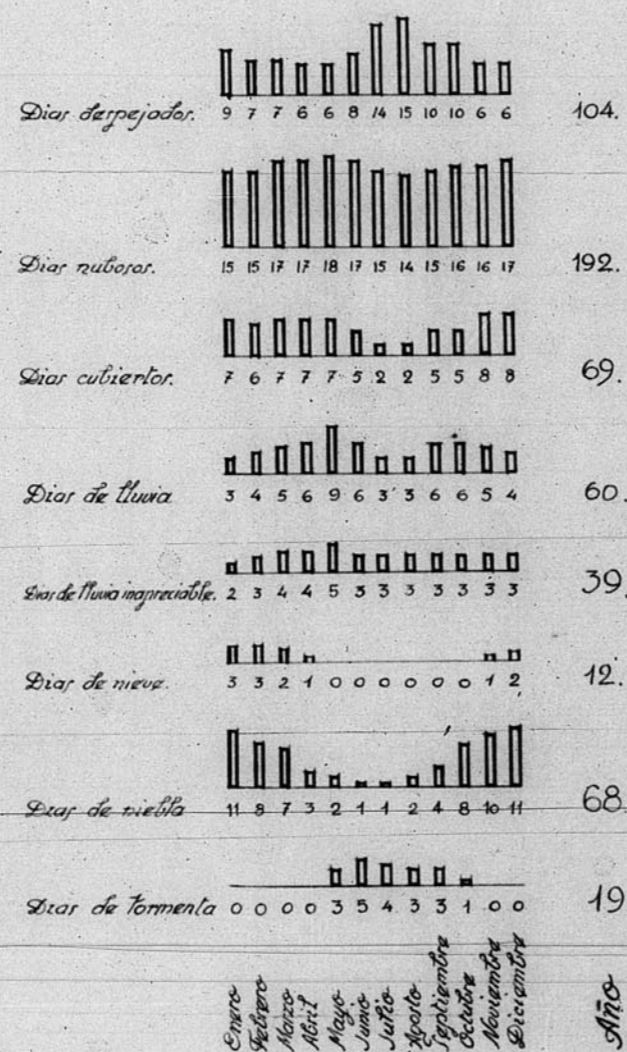 Dias despejados. 9 7 7 6 6 8 14 15 10 10 6 6 104.
Dias nubosos. 15 15 17 17 18 17 15 14 15 16 16 17 192.
Dias cubiertos. 7 6 7 7 7 5 2 2 5 5 8 8 69.
Dias de lluvia 3 4 5 6 9 6 3 3 6 6 5 4 60.
Dias de lluvia inapreciable. 2 3 4 4 5 3 3 3 3 3 3 3 39.
Dias de nieve. 3 3 2 1 0 0 0 0 0 0 1 2 12.
Dias de niebla 11 8 7 3 2 1 1 2 4 8 10 11 68.
Dias de tormenta 0 0 0 0 3 5 4 3 3 1 0 0 19
Enero
Febrero
Marzo
Abril
Mayo
Junio
Julio
Agosto
Septiembre
Octubre
Noviembre
Diciembre
Año